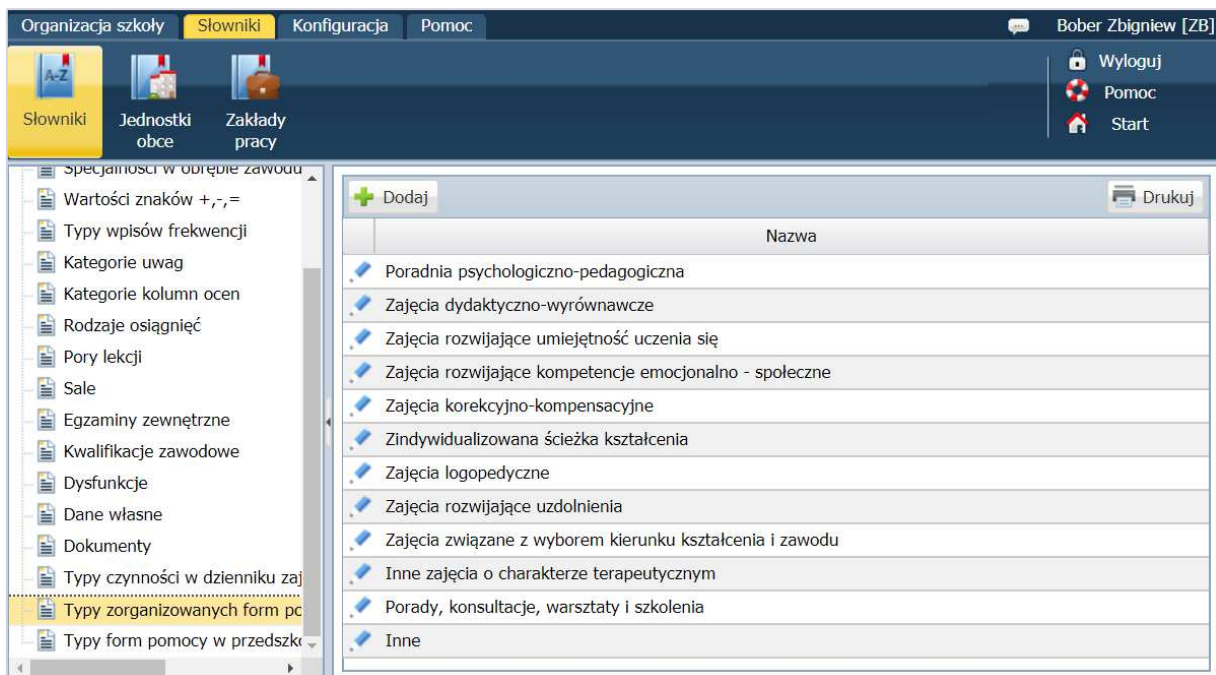 Organizacja szkoły Słowniki Konfiguracja Pomoc Bober Zbigniew [ZB]
Słowniki
Jednostki
obce
Zakłady
pracy
Wyloguj
Pomoc
Start
Specjalności w obrębie zawodu
Wartości znaków +,-,=
Typy wpisów frekwencji
Kategorie uwag
Kategorie kolumn ocen
Rodzaje osiągnięć
Pory lekcji
Sale
Egzaminy zewnętrzne
Kwalifikacje zawodowe
Dysfunkcje
Dane własne
Dokumenty
Typy czynności w dzienniku zaj
Typy zorganizowanych form pc
Typy form pomocy w przedszk
Dodaj Drukuj
Nazwa
Poradnia psychologiczno-pedagogiczna
Zajęcia dydaktyczno-wyrównawcze
Zajęcia rozwijające umiejętność uczenia się
Zajęcia rozwijające kompetencje emocjonalno - społeczne
Zajęcia korekcyjno-kompensacyjne
Zindywidualizowana ścieżka kształcenia
Zajęcia logopedyczne
Zajęcia rozwijające uzdolnienia
Zajęcia związane z wyborem kierunku kształcenia i zawodu
Inne zajęcia o charakterze terapeutycznym
Porady, konsultacje, warsztaty i szkolenia
Inne